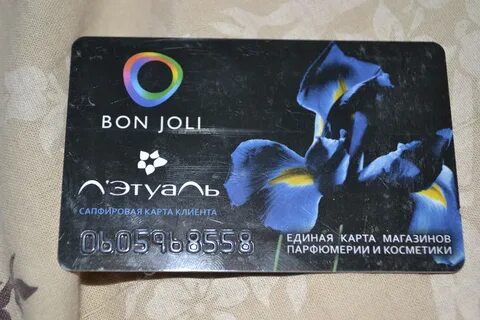 BON JOLI
Л'ЭТУАЛЬ
САПФИРОВАЯ КАРТА КЛИЕНТА
0605968558
ЕДИНАЯ КАРТА МАГАЗИНОВ
ПАРФЮМЕРИИ И КОСМЕТИКИ